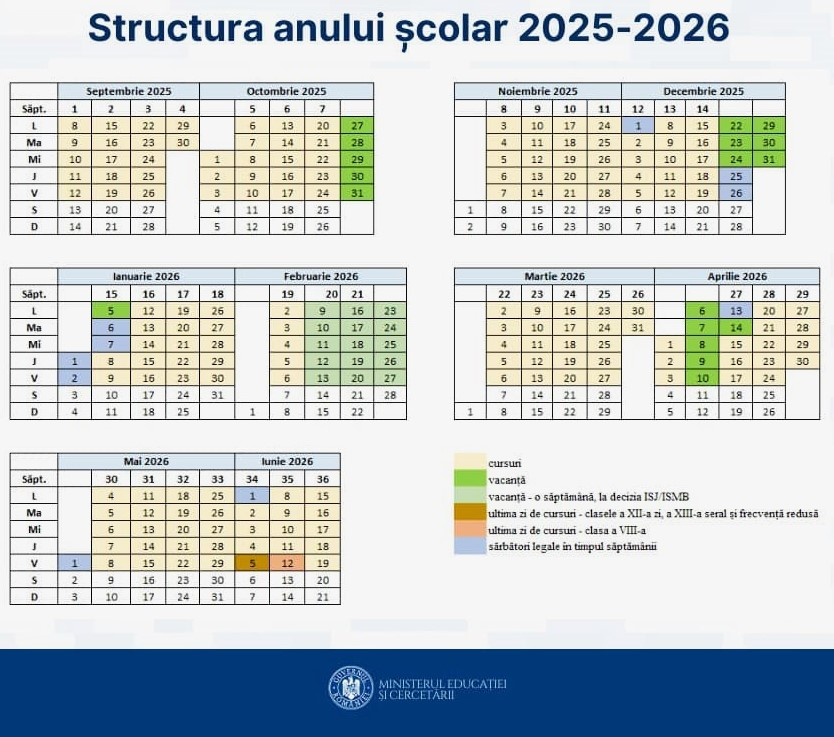 Structura anului școlar 2025-2026
Septembrie 2025 Octombrie 2025
Săpt. 1 2 3 4 5 6 7
L 8 15 22 29 6 13 20 27
Ma 9 16 23 30 7 14 21 28
Mi 10 17 24 1 8 15 22 29
J 11 18 25 2 9 16 23 30
V 12 19 26 3 10 17 24 31
S 13 20 27 4 11 18 25
D 14 21 28 5 12 19 26
Noiembrie 2025 Decembrie 2025
8 9 10 11 12 13 14
3 10 17 24 1 8 15 22 29
4 11 18 25 2 9 16 23 30
5 12 19 26 3 10 17 24 31
6 13 20 27 4 11 18 25
7 14 21 28 5 12 19 26
1 8 15 22 29 6 13 20 27
2 9 16 23 30 7 14 21 28
Ianuarie 2026 Februarie 2026
Săpt. 15 16 17 18 19 20 21
L 5 12 19 26 2 9 16 23
Ma 6 13 20 27 3 10 17 24
Mi 7 14 21 28 4 11 18 25
J 1 8 15 22 29 5 12 19 26
V 2 9 16 23 30 6 13 20 27
S 3 10 17 24 31 7 14 21 28
D 4 11 18 25 1 8 15 22
Martie 2026 Aprilie 2026
22 23 24 25 26 27 28 29
2 9 16 23 30 6 13 20 27
3 10 17 24 31 7 14 21 28
4 11 18 25 1 8 15 22 29
5 12 19 26 2 9 16 23 30
6 13 20 27 3 10 17 24
7 14 21 28 4 11 18 25
1 8 15 22 29 5 12 19 26
Mai 2026 Iunie 2026
Săpt. 30 31 32 33 34 35 36
L 4 11 18 25 1 8 15
Ma 5 12 19 26 2 9 16
Mi 6 13 20 27 3 10 17
J 7 14 21 28 4 11 18
V 1 8 15 22 29 5 12 19
S 2 9 16 23 30 6 13 20
D 3 10 17 24 31 7 14 21
cursuri
vacanță
vacanță - o săptămână, la decizia ISJ/ISMB
ultima zi de cursuri - clasele a XII-a zi, a XIII-a seral și frecvență redusă
ultima zi de cursuri - clasa a VIII-a
sărbători legale în timpul săptămânii
GUVERNUL ROMÂNIEI
MINISTERUL EDUCAȚIEI
ȘI CERCETĂRII